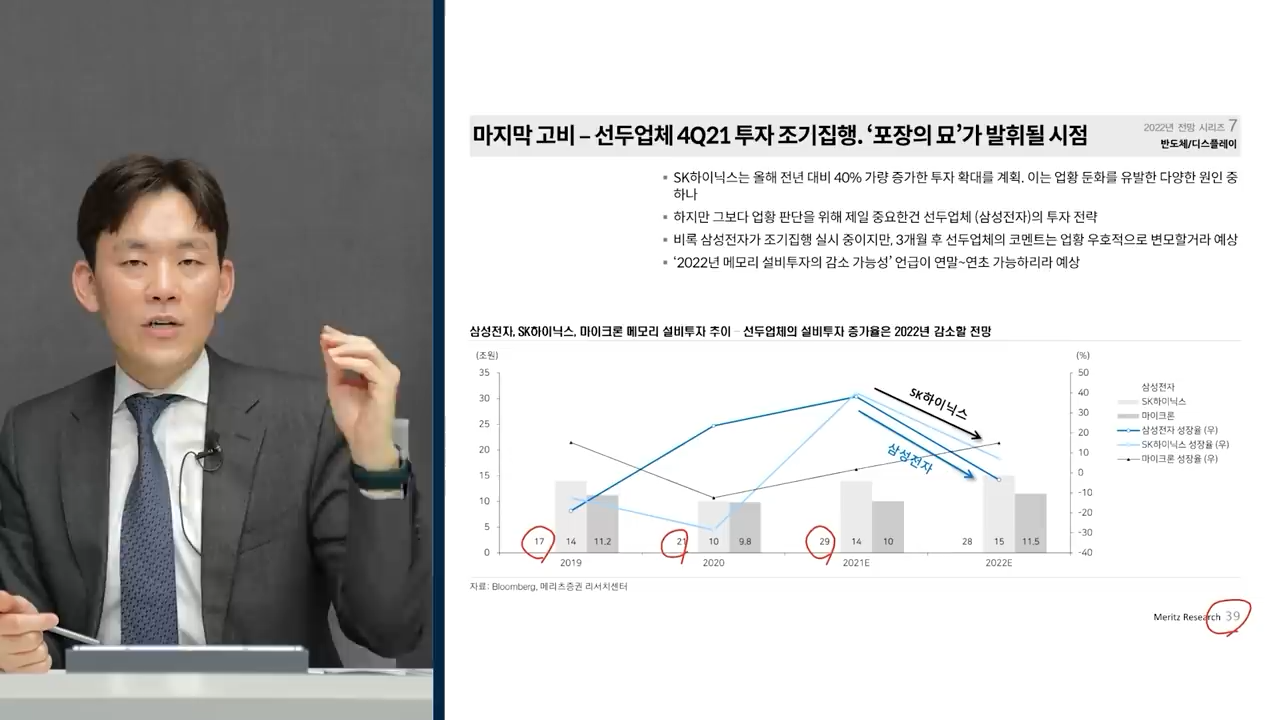 마지막 고비 – 선두업체 4Q21 투자 조기집행. ‘포장의 묘’가 발휘될 시점
2022년 전망 시리즈 7
반도체/디스플레이
▪ SK하이닉스는 올해 전년 대비 40% 가량 증가한 투자 확대를 계획. 이는 업황 둔화를 유발한 다양한 원인 중
하나
▪ 하지만 그보다 업황 판단을 위해 제일 중요한건 선두업체 (삼성전자)의 투자 전략
▪ 비록 삼성전자가 조기집행 실시 중이지만, 3개월 후 선두업체의 코멘트는 업황 우호적으로 변모할거라 예상
▪ ‘2022년 메모리 설비투자의 감소 가능성’ 언급이 연말~연초 가능하리라 예상
삼성전자, SK하이닉스, 마이크론 메모리 설비투자 추이 – 선두업체의 설비투자 증가율은 2022년 감소할 전망
(조원)
(%)
35
30
25
20
15
10
5
0
50
40
30
20
10
0
-10
-20
-30
-40
SK하이닉스
삼성전자
17 14 11.2
21 10 9.8
29 14 10
28 15 11.5
2019 2020 2021E 2022E
삼성전자
SK하이닉스
마이크론
삼성전자 성장율 (우)
SK하이닉스 성장율 (우)
마이크론 성장율 (우)
자료: Bloomberg, 메리츠증권 리서치센터
Meritz Research 39